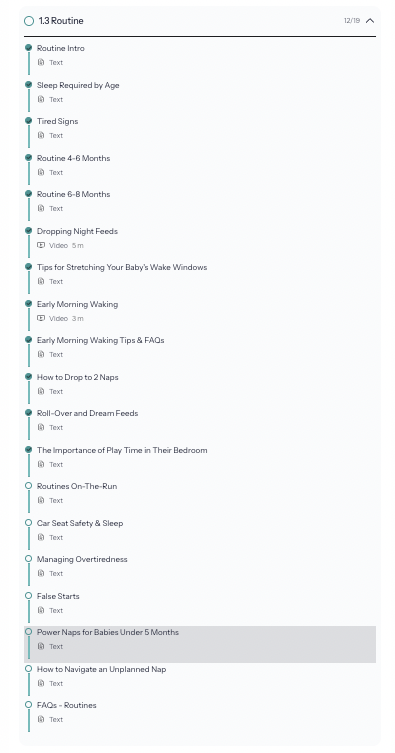 1.3 Routine
12/19
Routine Intro
Text
Sleep Required by Age
Text
Tired Signs
Text
Routine 4-6 Months
Text
Routine 6-8 Months
Text
Dropping Night Feeds
Video 5 m
Tips for Stretching Your Baby's Wake Windows
Text
Early Morning Waking
Video 3 m
Early Morning Waking Tips & FAQs
Text
How to Drop to 2 Naps
Text
Roll-Over and Dream Feeds
Text
The Importance of Play Time in Their Bedroom
Text
Routines On-The-Run
Text
Car Seat Safety & Sleep
Text
Managing Overtiredness
Text
False Starts
Text
Power Naps for Babies Under 5 Months
Text
How to Navigate an Unplanned Nap
Text
FAQs - Routines
Text